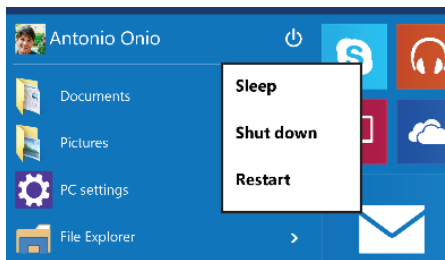 Antonio Onio
Documents
Pictures
PC settings
File Explorer
Sleep
Shut down
Restart